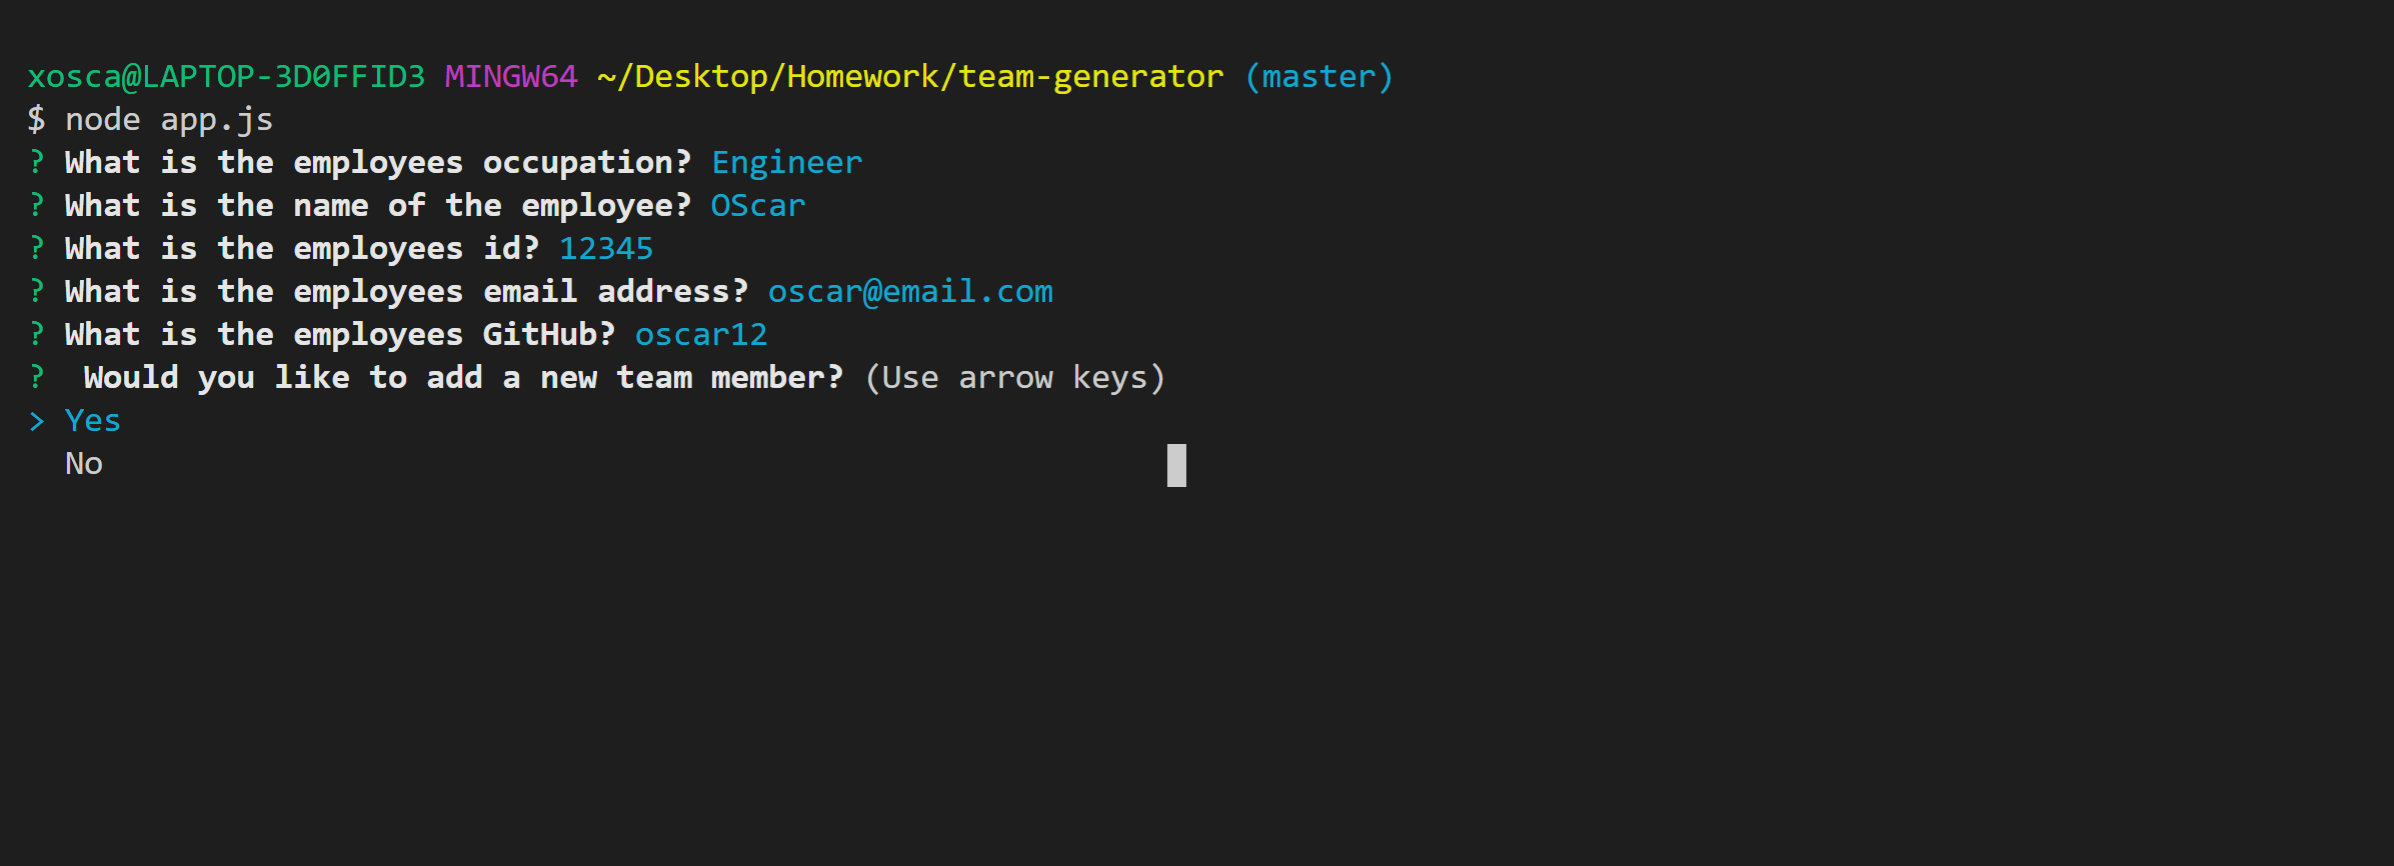 xosca@LAPTOP-3D0FFID3 MINGW64 ~/Desktop/Homework/team-generator (master)
$ node app.js
? What is the employees occupation? Engineer
? What is the name of the employee? OScar
? What is the employees id? 12345
? What is the employees email address? oscar@email.com
? What is the employees GitHub? oscar12
?  Would you like to add a new team member? (Use arrow keys)
> Yes
  No